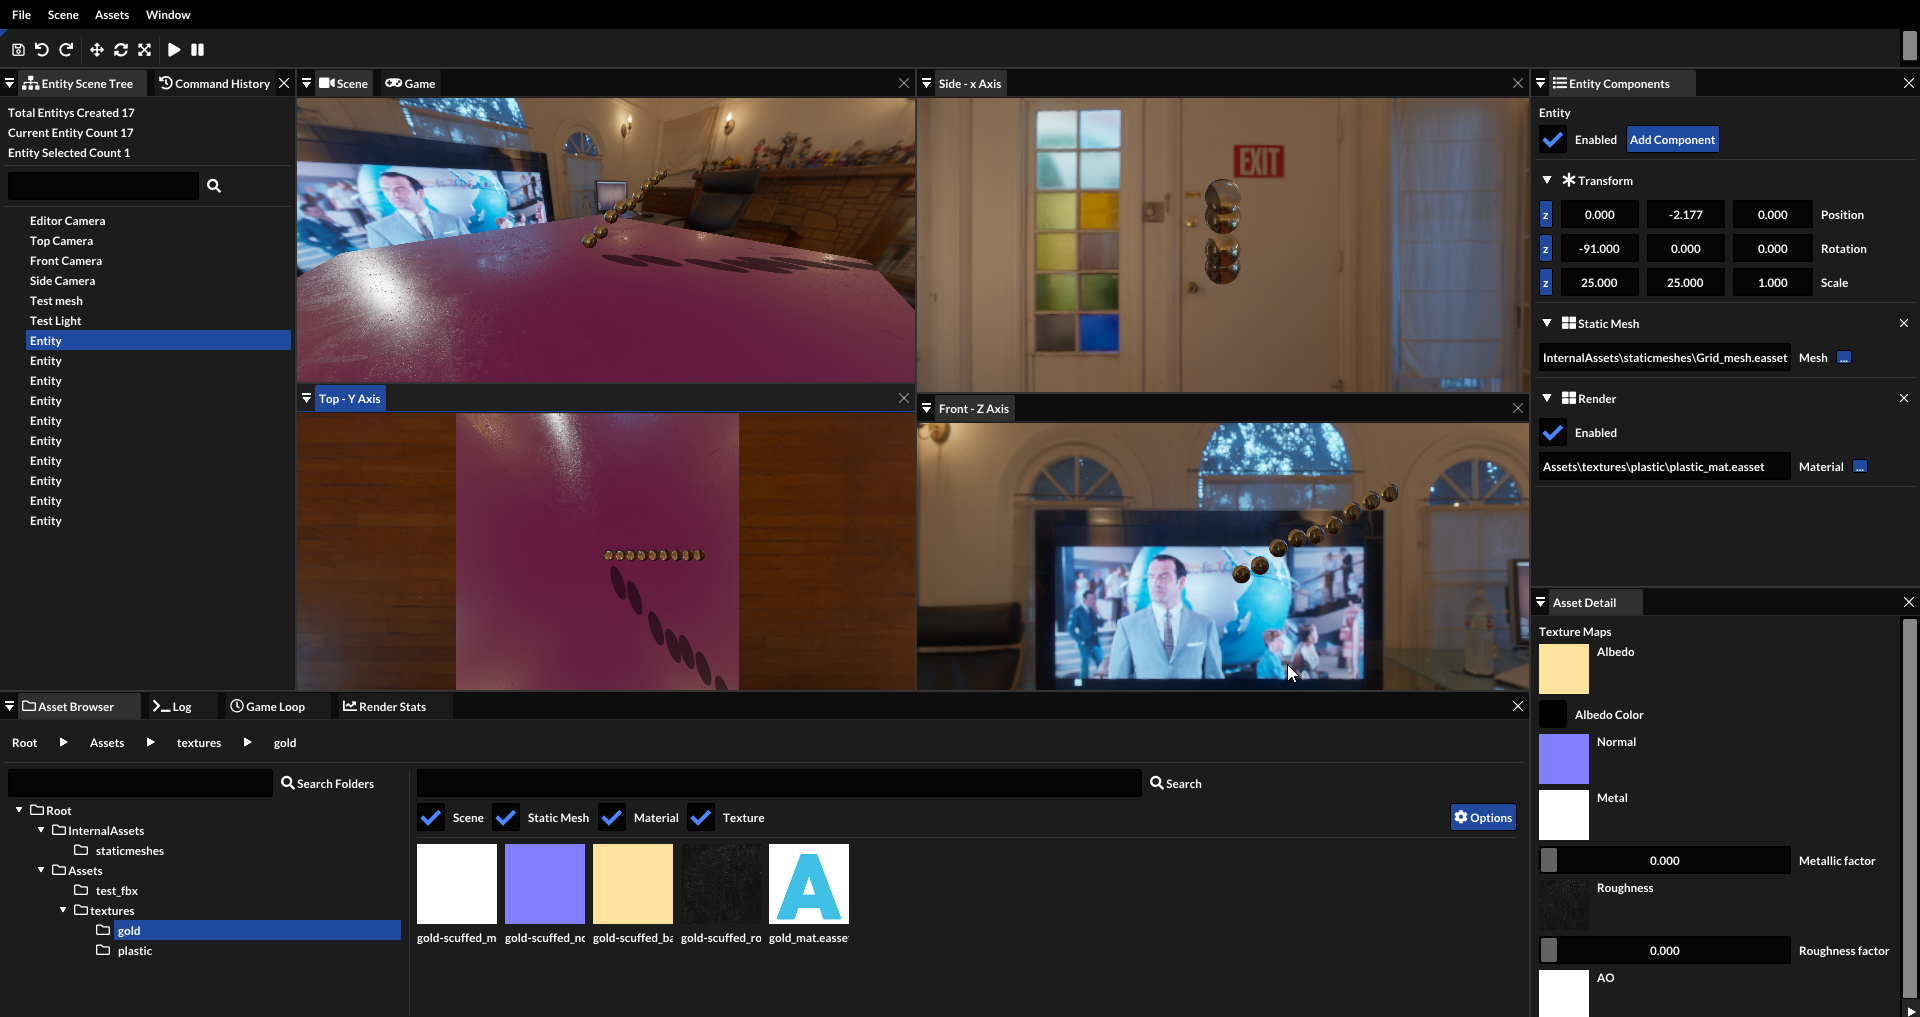 File Scene Assets Window
Entity Scene Tree
Command History
Total Entitys Created 17
Current Entity Count 17
Entity Selected Count 1
Editor Camera
Top Camera
Front Camera
Side Camera
Test mesh
Test Light
Entity
Entity
Entity
Entity
Entity
Entity
Entity
Entity
Entity
Entity
Scene
Game
Side - x Axis
EXIT
Top - Y Axis
Front - Z Axis
Entity Components
Entity
Enabled Add Component
Transform
z 0.000 -2.177 0.000 Position
z -91.000 0.000 0.000 Rotation
z 25.000 25.000 1.000 Scale
Static Mesh
InternalAssets\staticmeshes\Grid_mesh.easset Mesh ...
Render
Enabled
Assets\textures\plastic\plastic_mat.easset Material ...
Asset Detail
Texture Maps
Albedo
Albedo Color
Normal
Metal
0.000 Metallic factor
Roughness
0.000 Roughness factor
AO
Asset Browser
Log
Game Loop
Render Stats
Root Assets textures gold
Search Folders
Root
InternalAssets
staticmeshes
Assets
test_fbx
textures
gold
plastic
Search
Scene Static Mesh Material Texture
Options
A
gold-scuffed_m gold-scuffed_nc gold-scuffed_ba gold-scuffed_ro gold_mat.easse